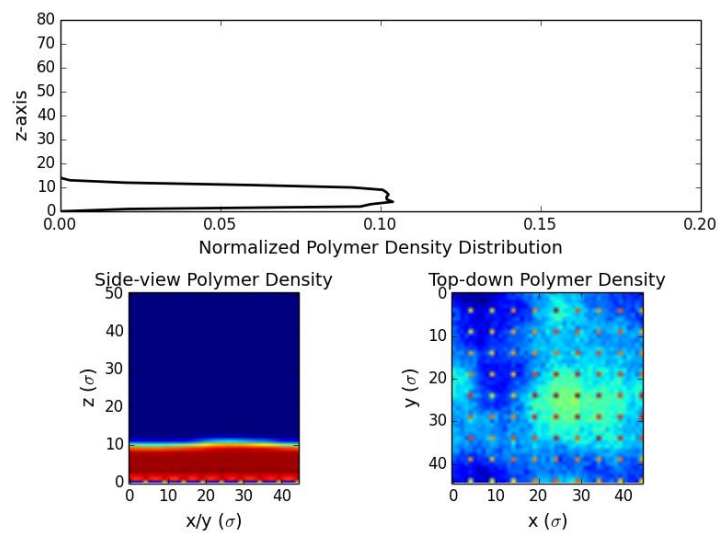 80
70
60
50
40
30
20
10
0
z-axis
0.00 0.05 0.10 0.15 0.20
Normalized Polymer Density Distribution
Side-view Polymer Density
50
40
30
20
10
0
z (σ)
0 10 20 30 40
x/y (σ)
Top-down Polymer Density
0
10
20
30
40
y (σ)
0 10 20 30 40
x (σ)